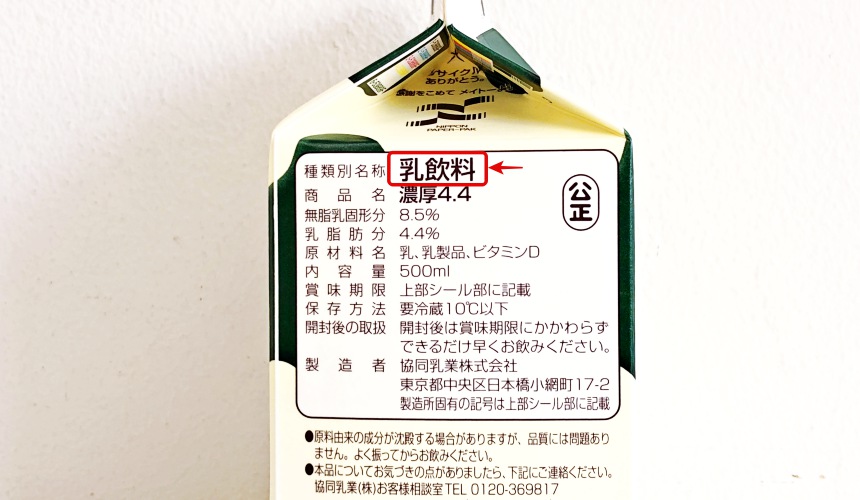 リサイクル
ありがとう。
感謝をこめて メイトー
NIPPON
PAPER-PAK
種類別名称 乳飲料
公正
商品名 濃厚4.4
無脂乳固形分 8.5%
乳脂肪分 4.4%
原材料名 乳、乳製品、ビタミンD
内容量 500ml
賞味期限 上部シール部に記載
保存方法 要冷蔵10℃以下
開封後の取扱 開封後は賞味期限にかかわらず
できるだけ早くお飲みください。
製造者 協同乳業株式会社
東京都中央区日本橋小網町17-2
製造所固有の記号は上部シール部に記載
●原料由来の成分が沈殿する場合がありますが、品質には問題あり
ません。よく振ってからお飲みください。
●本品についてお気づきの点がありましたら、下記にご連絡ください。
協同乳業(株)お客様相談室 TEL 0120-369817